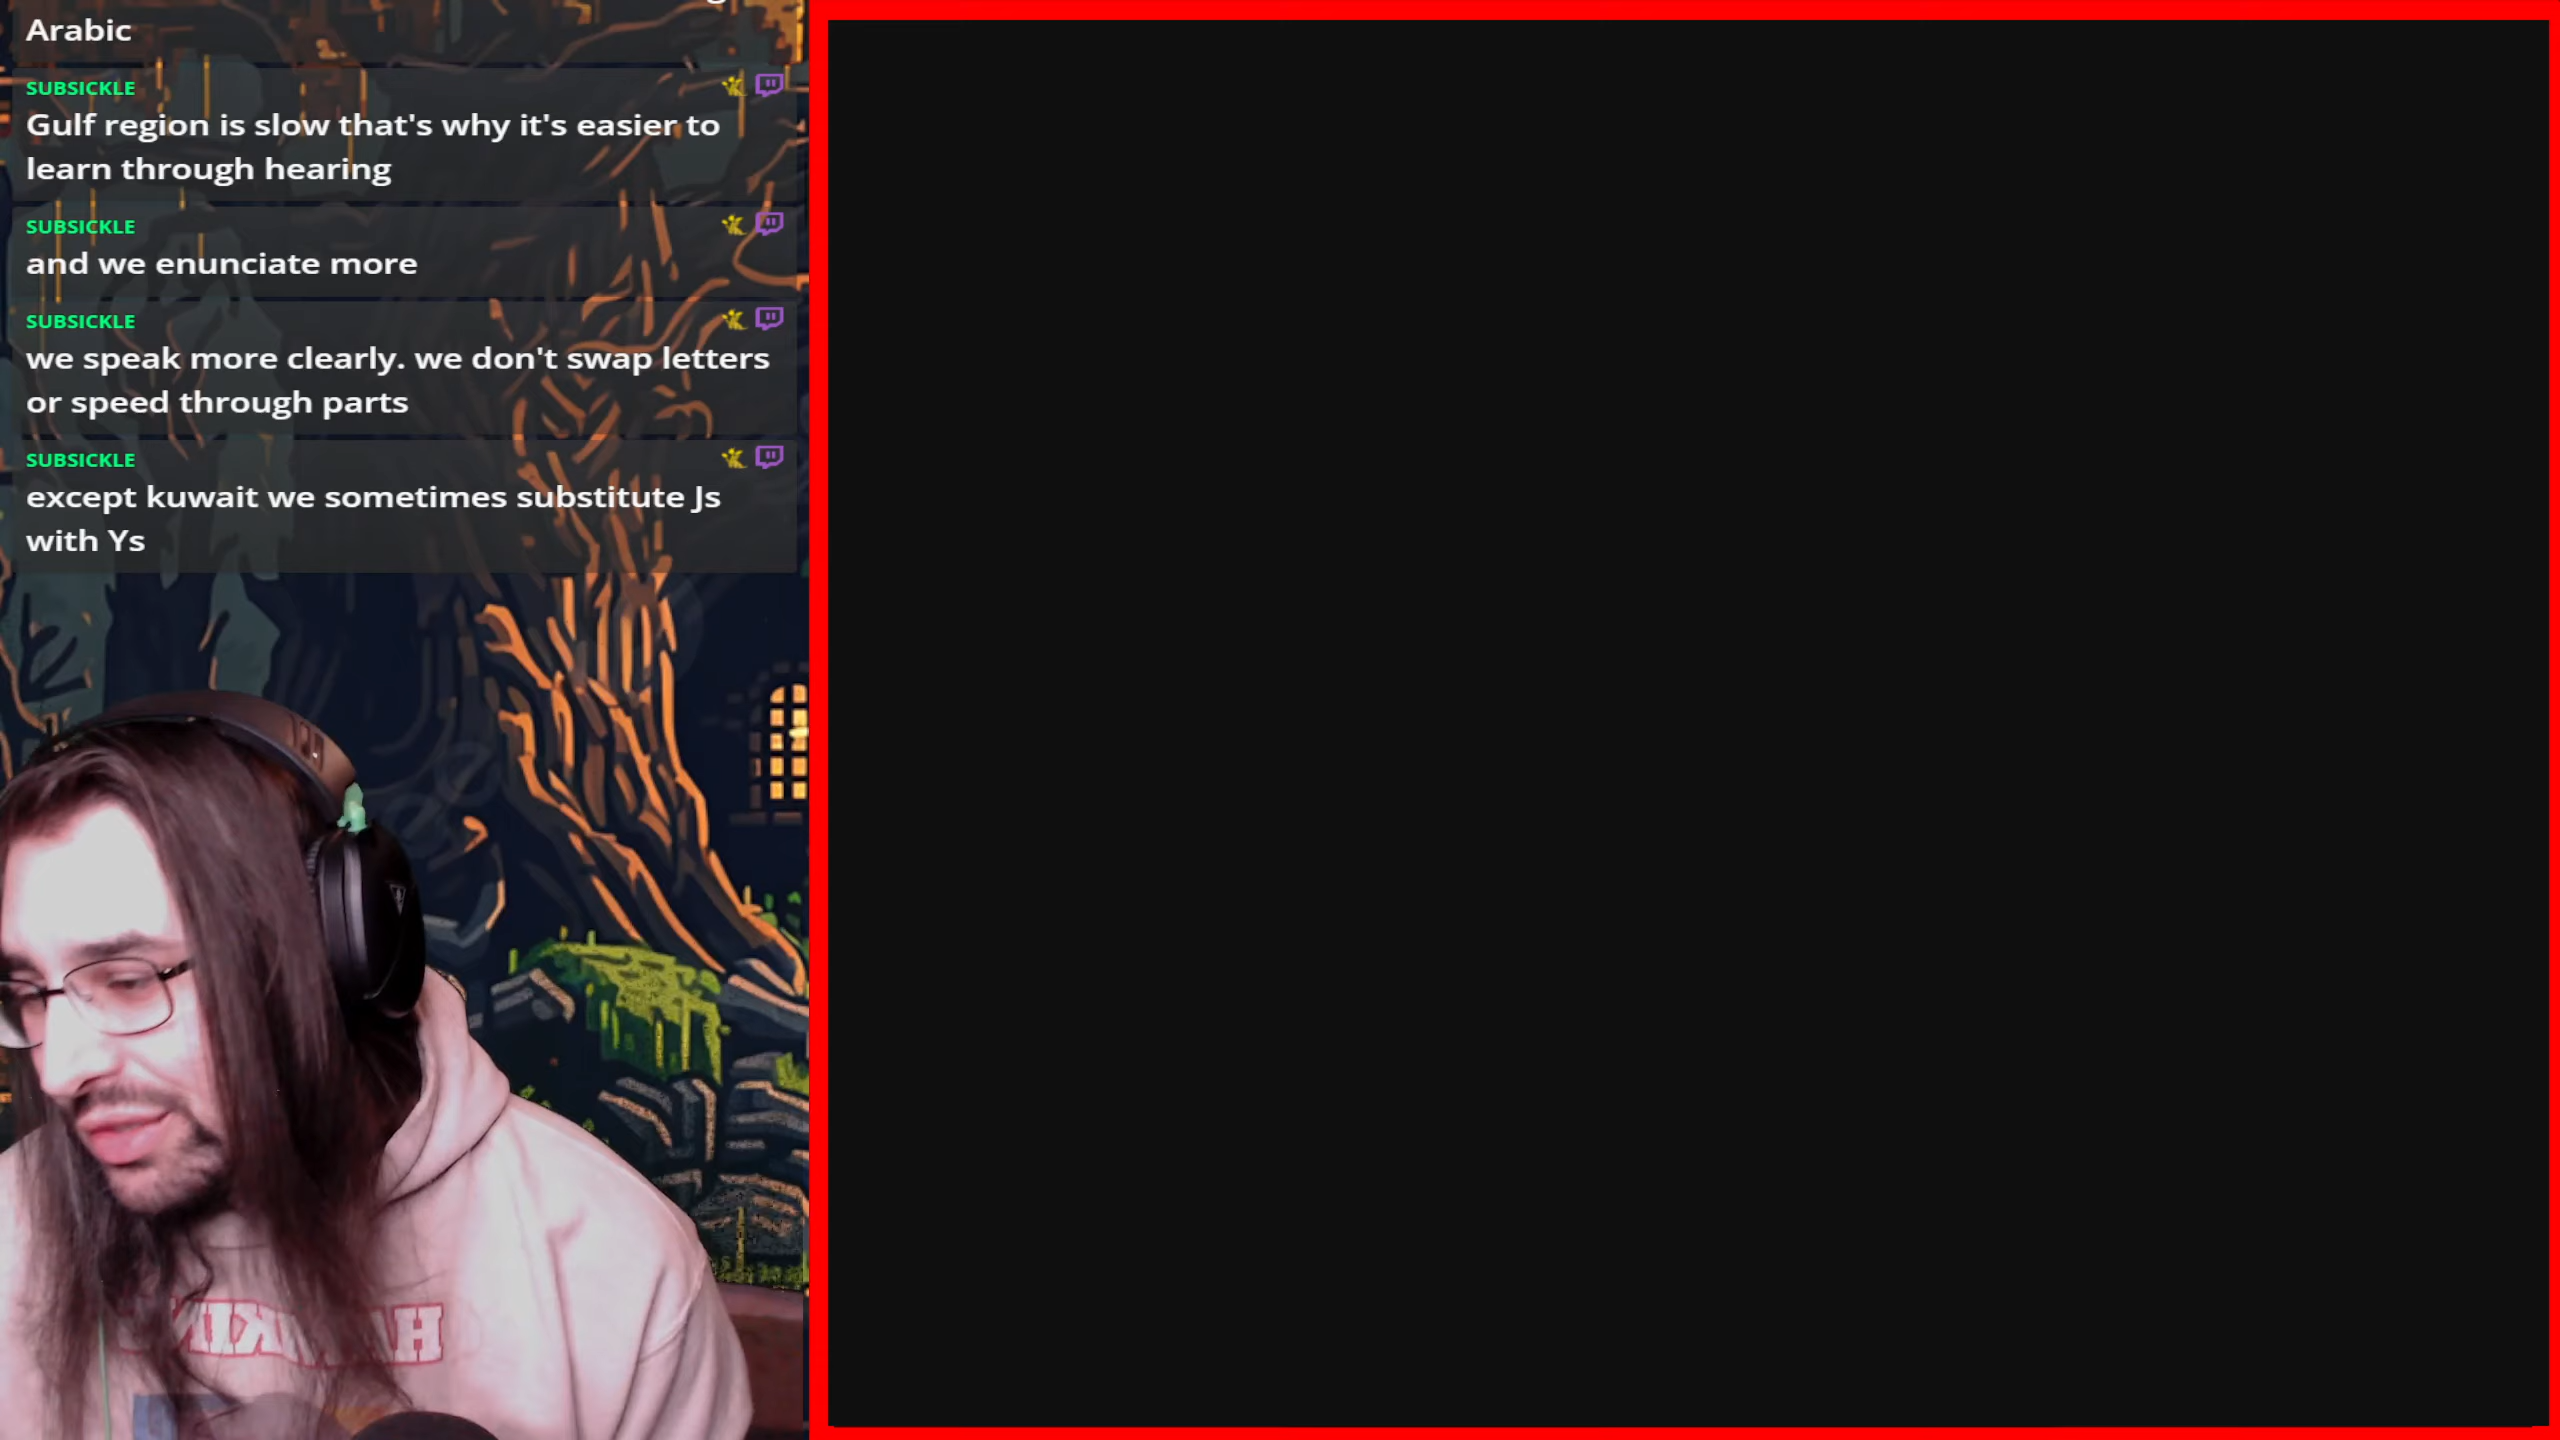 Arabic
SUBSICKLE
Gulf region is slow that's why it's easier to
learn through hearing
SUBSICKLE
and we enunciate more
SUBSICKLE
we speak more clearly. we don't swap letters
or speed through parts
SUBSICKLE
except kuwait we sometimes substitute Js
with Ys